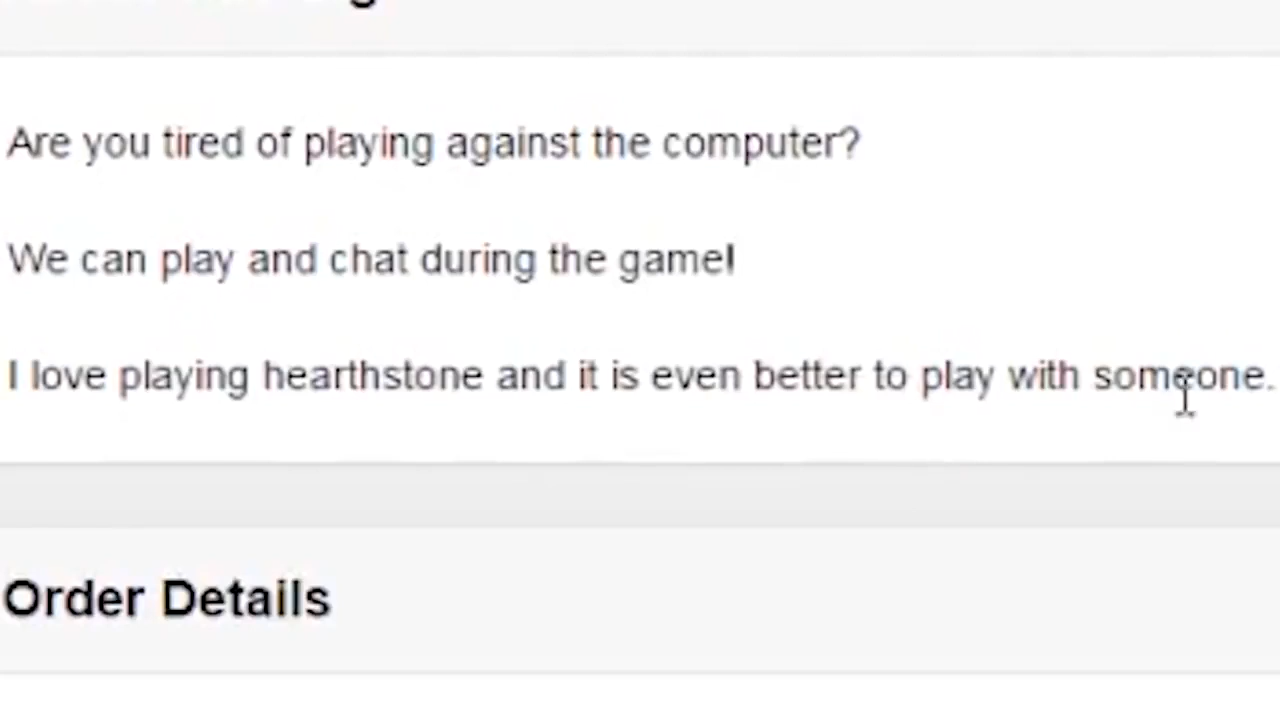 Are you tired of playing against the computer?
We can play and chat during the game!
I love playing hearthstone and it is even better to play with someone.
Order Details